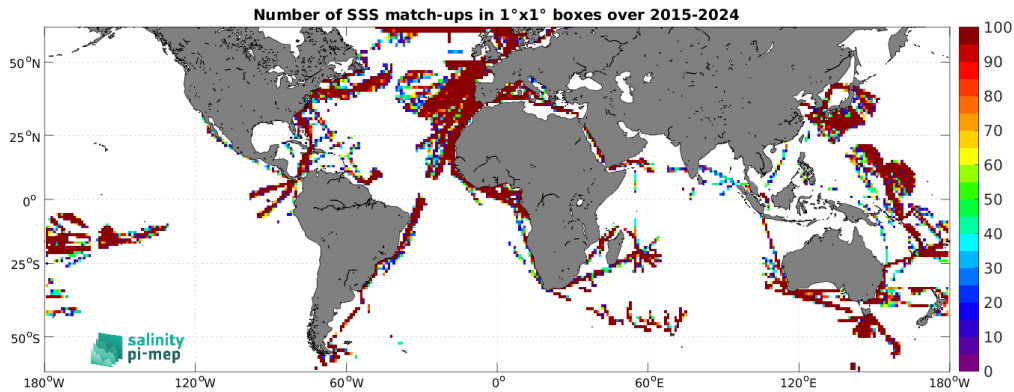 Number of SSS match-ups in 1°x1° boxes over 2015-2024
50°N
25°N
0°
25°S
50°S
180°W
120°W
60°W
0°
60°E
120°E
180°W
100
90
80
70
60
50
40
30
20
10
0
salinity
pi-mep